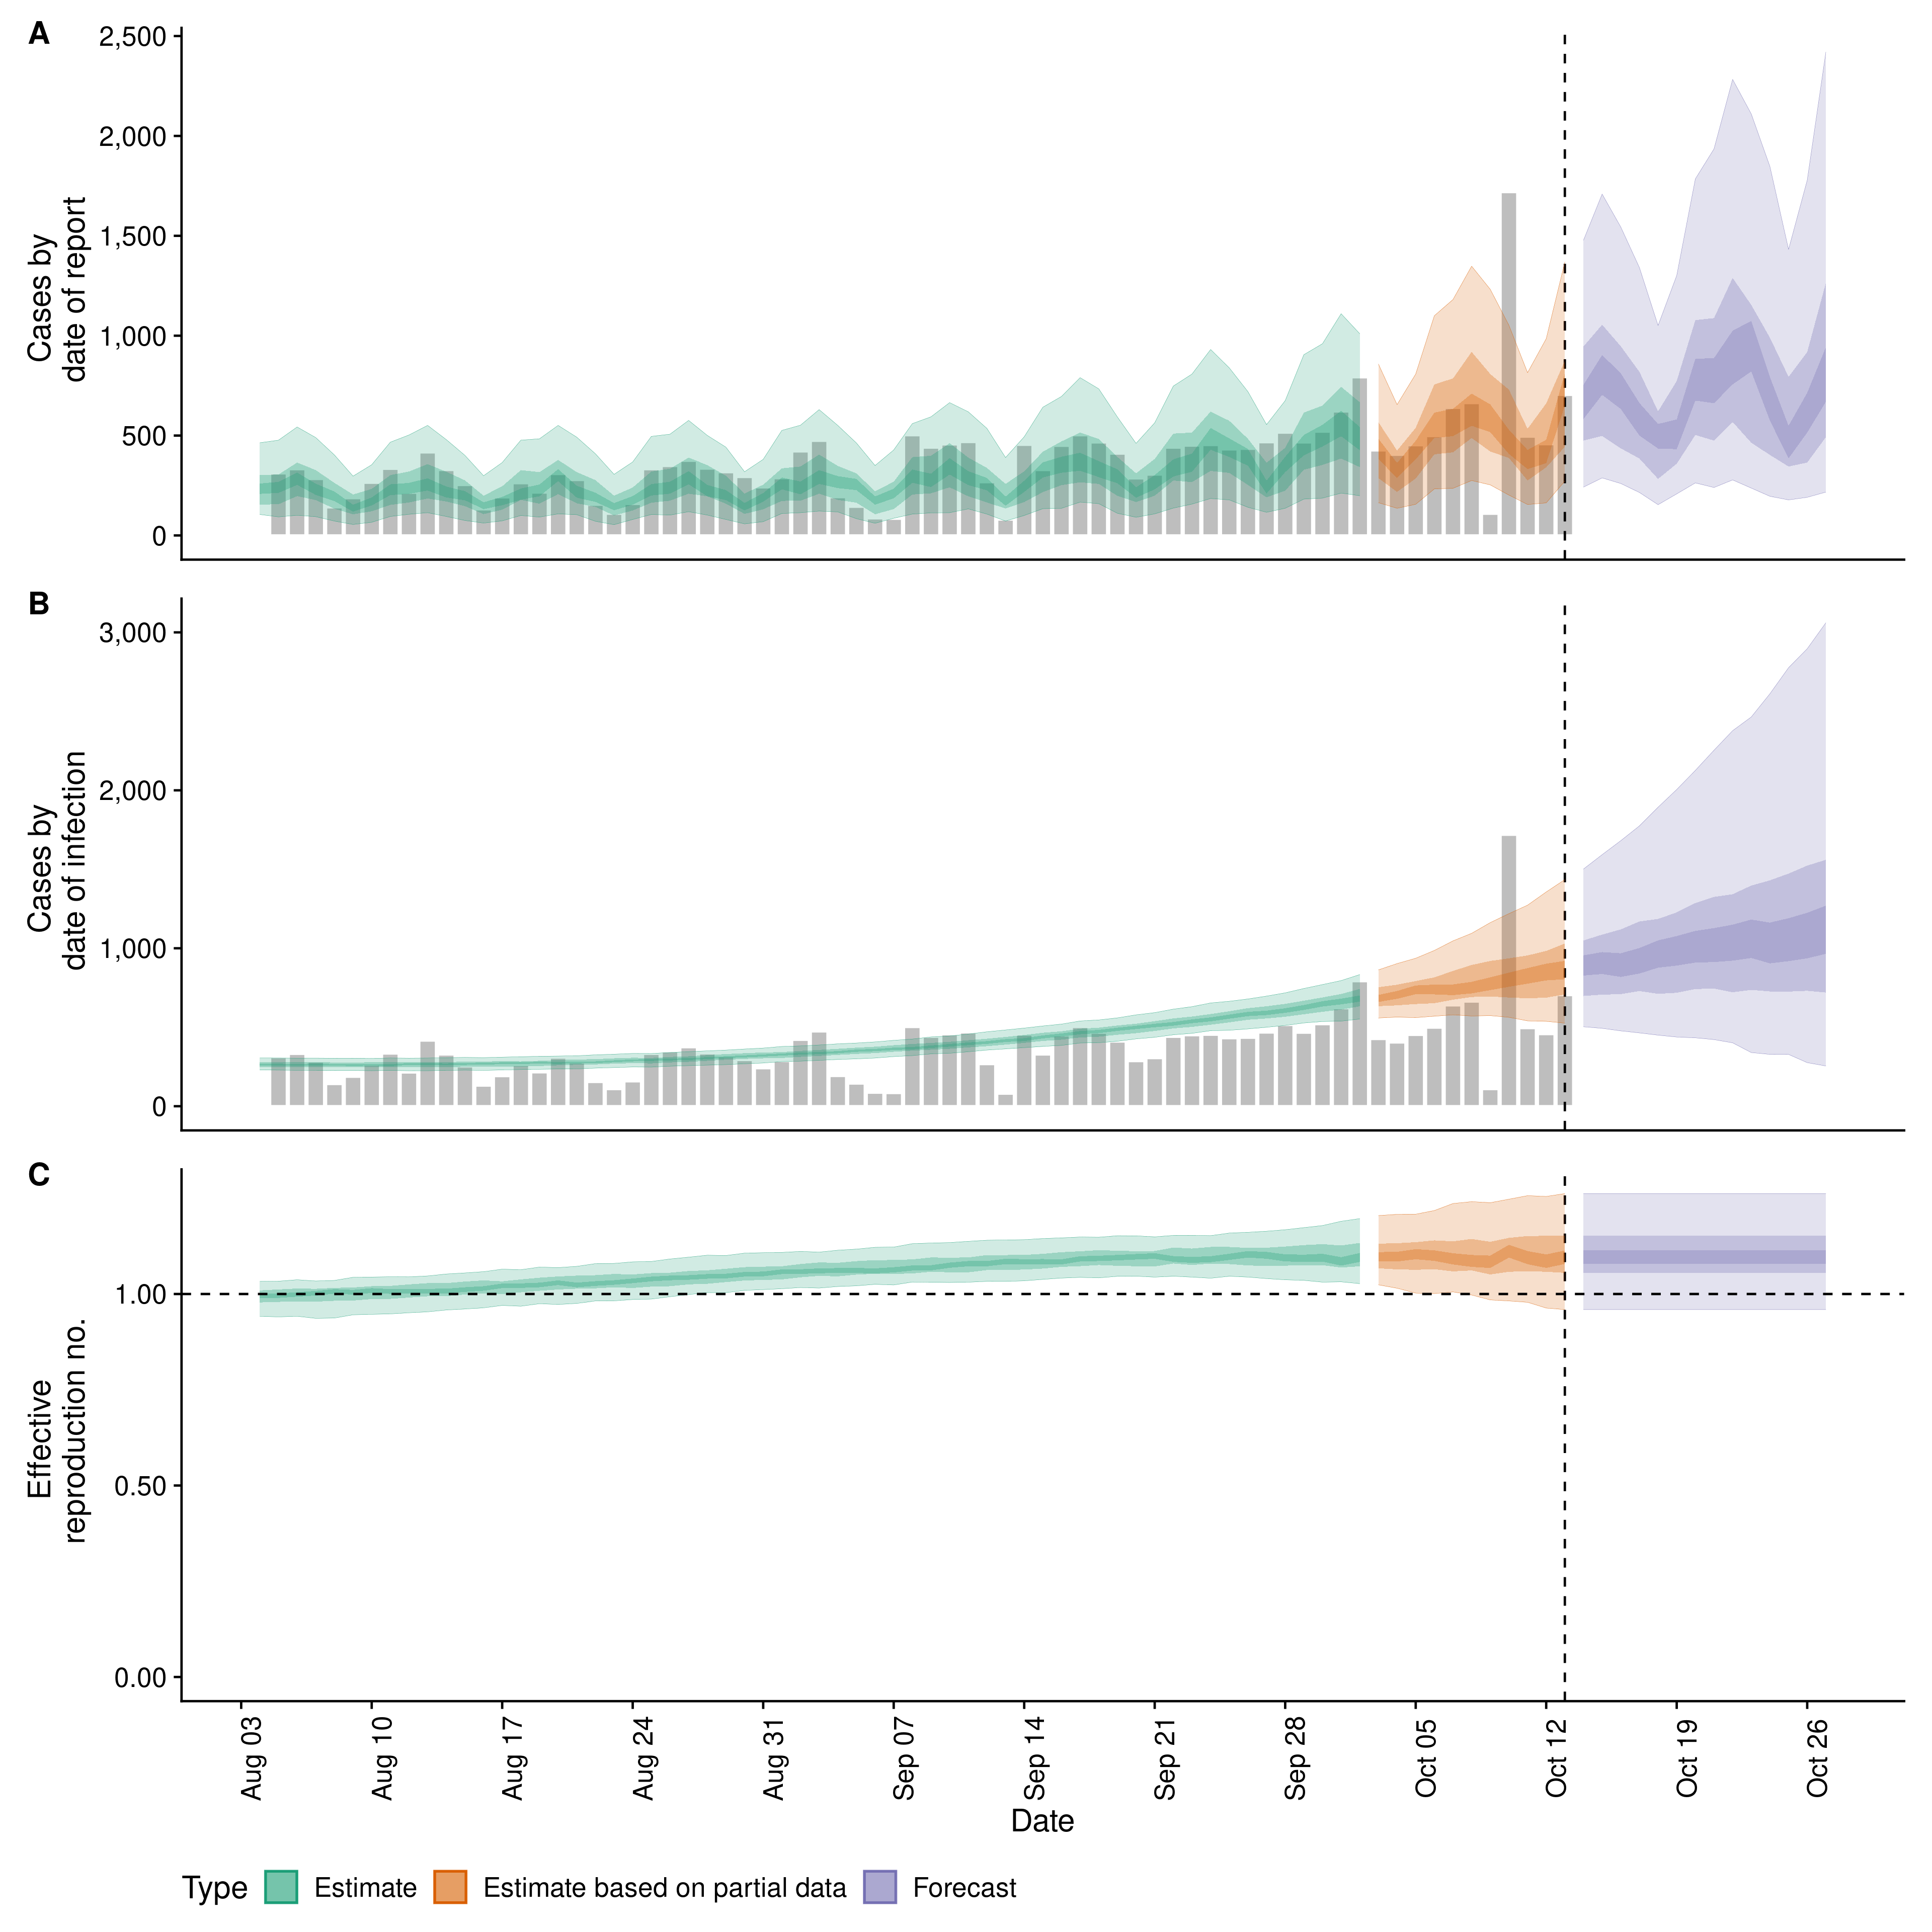 A
2,500
2,000
1,500
1,000
500
0
Cases by
date of report
B
3,000
2,000
1,000
0
Cases by
date of infection
C
1.00
0.50
0.00
Effective
reproduction no.
Aug 03
Aug 10
Aug 17
Aug 24
Aug 31
Sep 07
Sep 14
Sep 21
Sep 28
Oct 05
Oct 12
Oct 19
Oct 26
Date
Type Estimate Estimate based on partial data Forecast